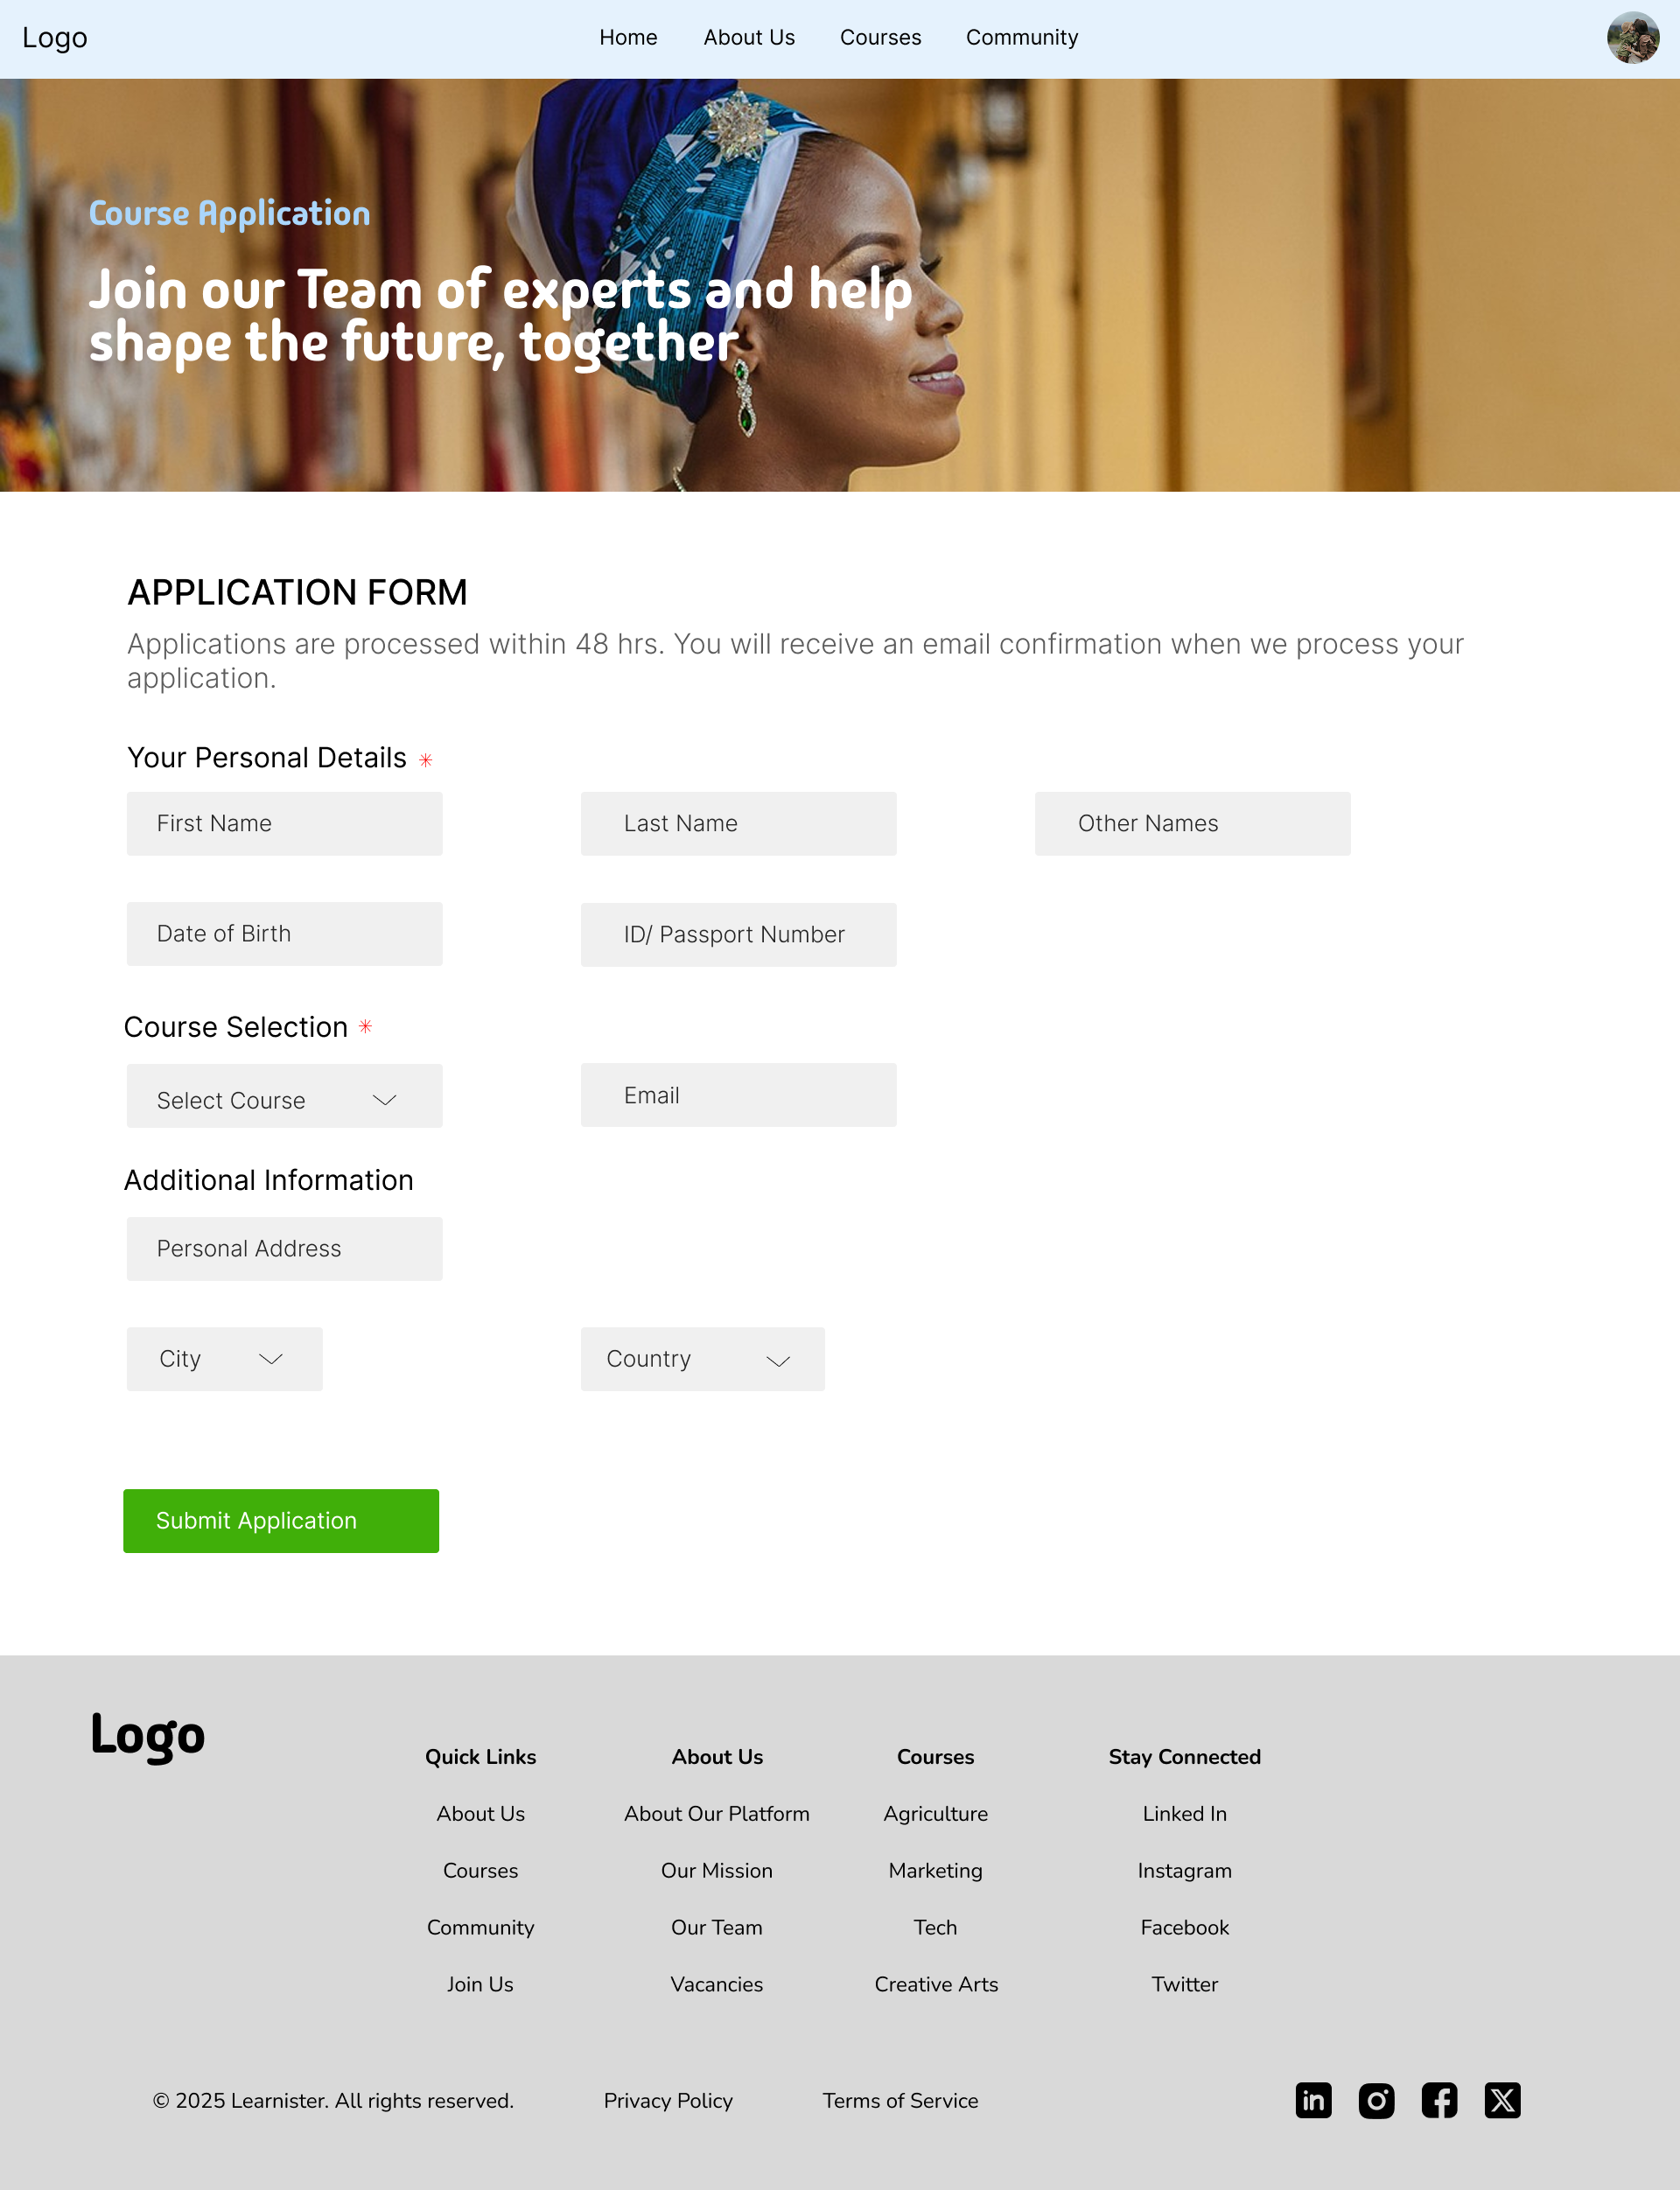 Logo
Home About Us Courses Community
Course Application
Join our Team of experts and help
shape the future, together
APPLICATION FORM
Applications are processed within 48 hrs. You will receive an email confirmation when we process your
application.
Your Personal Details *
First Name Last Name Other Names
Date of Birth ID/ Passport Number
Course Selection *
Select Course Email
Additional Information
Personal Address
City Country
Submit Application
Logo
Quick Links About Us Courses Stay Connected
About Us About Our Platform Agriculture Linked In
Courses Our Mission Marketing Instagram
Community Our Team Tech Facebook
Join Us Vacancies Creative Arts Twitter
© 2025 Learnister. All rights reserved. Privacy Policy Terms of Service